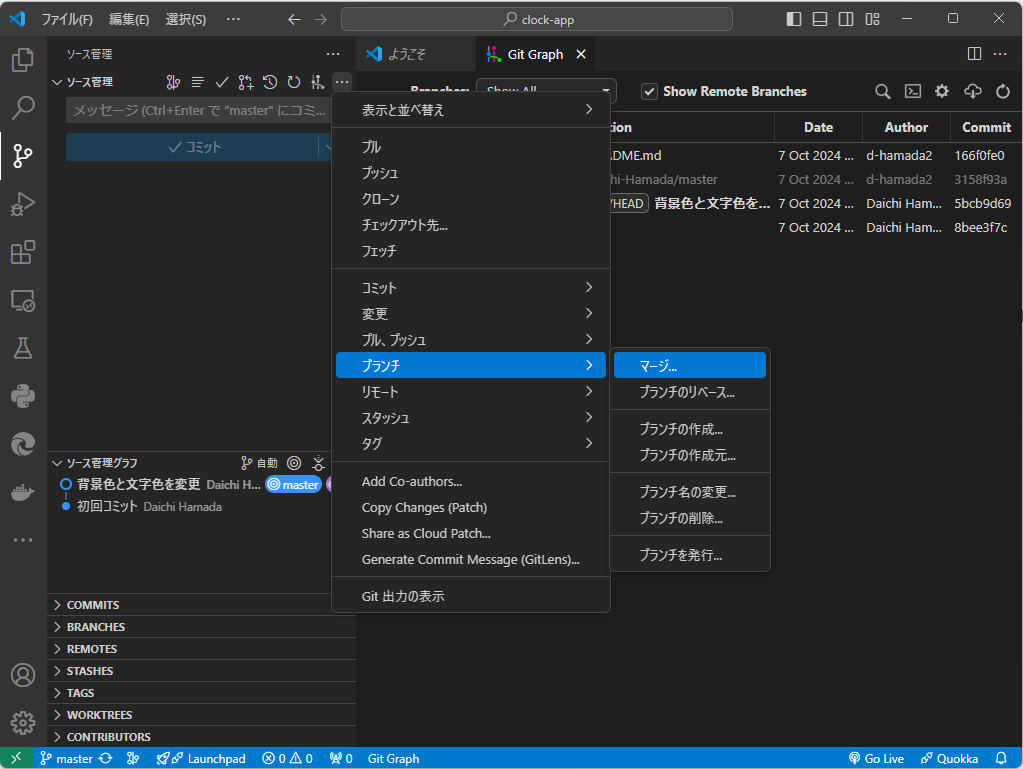 ファイル(F) 編集(E) 選択(S) ··· clock-app
ソース管理 ···
ようこそ
Git Graph
ソース管理 ···
メッセージ (Ctrl+Enter で "master" にコミ...
コミット
Show Remote Branches
Date Author Commit
DME.md 7 Oct 2024 ... d-hamada2 166f0fe0
hi-Hamada/master 7 Oct 2024 ... d-hamada2 3158f93a
/HEAD 背景色と文字色を... 7 Oct 2024 ... Daichi Ham... 5bcb9d69
7 Oct 2024 ... Daichi Ham... 8bee3f7c
表示と並べ替え
プル
プッシュ
クローン
チェックアウト先...
フェッチ
コミット
変更
プル、プッシュ
ブランチ
リモート
スタッシュ
タグ
Add Co-authors...
Copy Changes (Patch)
Share as Cloud Patch...
Generate Commit Message (GitLens)...
Git 出力の表示
マージ...
ブランチのリベース...
ブランチの作成...
ブランチの作成元...
ブランチ名の変更...
ブランチの削除...
ブランチを発行...
ソース管理グラフ 自動
背景色と文字色を変更 Daichi H... master
初回コミット Daichi Hamada
COMMITS
BRANCHES
REMOTES
STASHES
TAGS
WORKTREES
CONTRIBUTORS
master Launchpad 0 0 0 Git Graph Go Live Quokka